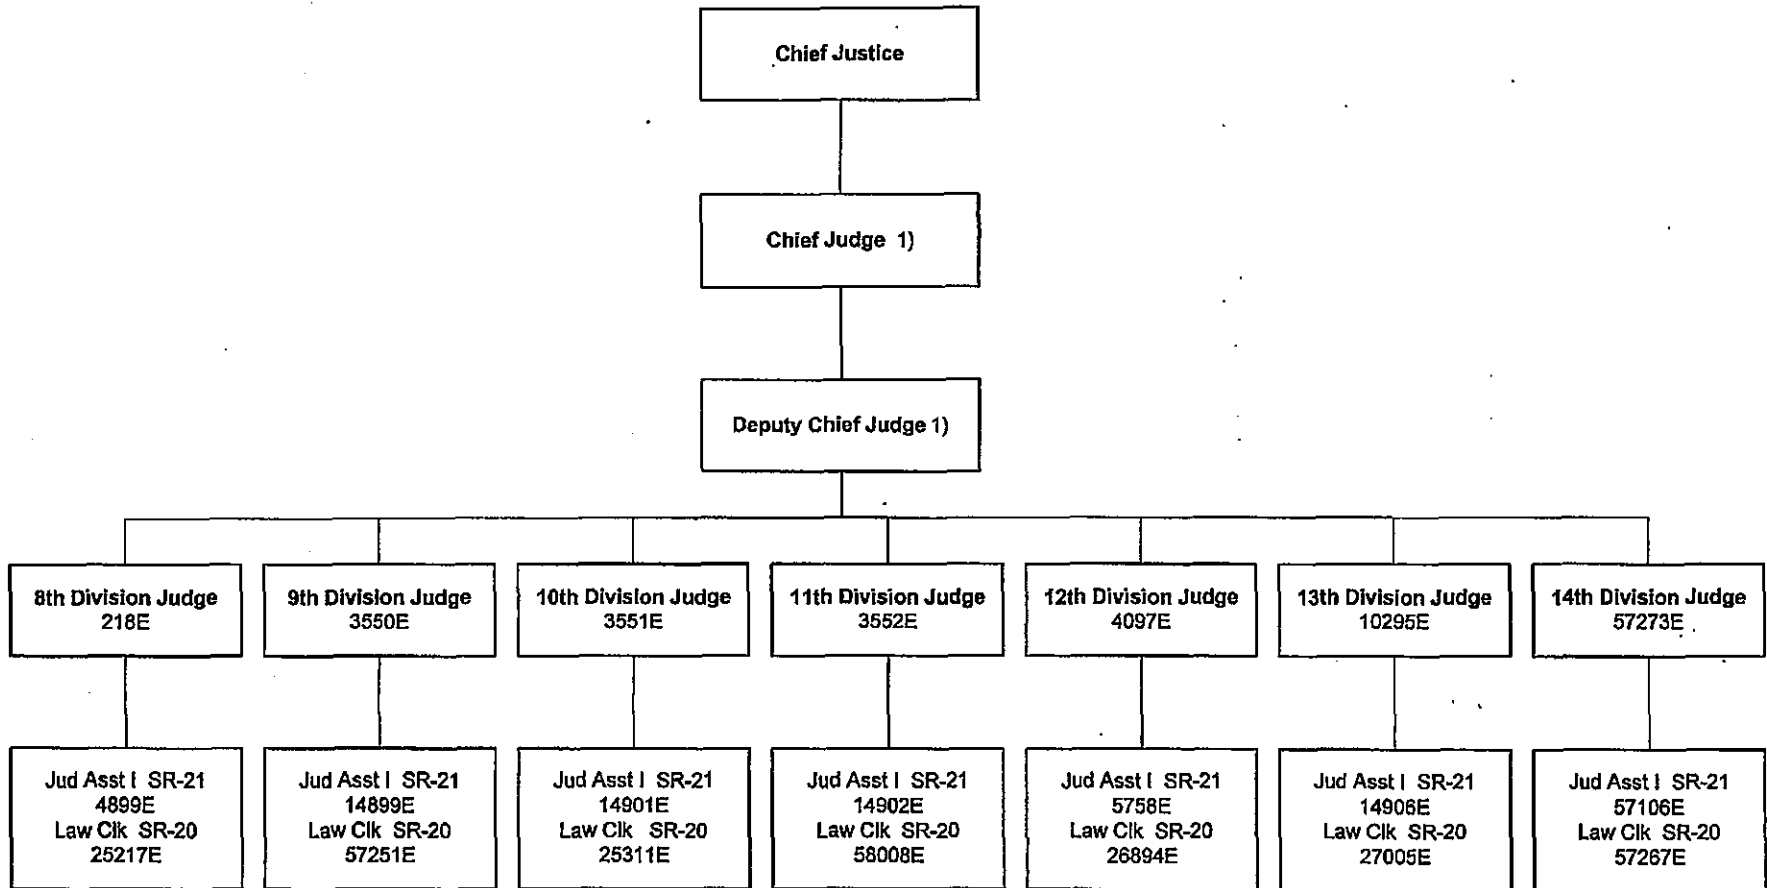 Chief Justice
Chief Judge 1)
Deputy Chief Judge 1)
8th Division Judge
218E
9th Division Judge
3550E
10th Division Judge
3551E
11th Division Judge
3552E
12th Division Judge
4097E
13th Division Judge
10295E
14th Division Judge
57273E
Jud Asst I SR-21
4899E
Law Clk SR-20
25217E
Jud Asst I SR-21
14899E
Law Clk SR-20
57251E
Jud Asst I SR-21
14901E
Law Clk SR-20
25311E
Jud Asst I SR-21
14902E
Law Clk SR-20
58008E
Jud Asst I SR-21
5758E
Law Clk SR-20
26894E
Jud Asst I SR-21
14906E
Law Clk SR-20
27005E
Jud Asst I SR-21
57106E
Law Clk SR-20
57267E